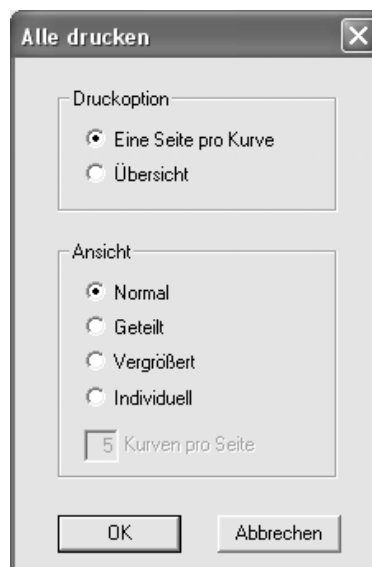 Alle drucken
Druckoption
Eine Seite pro Kurve
Übersicht
Ansicht
Normal
Geteilt
Vergrößert
Individuell
5 Kurven pro Seite
OK Abbrechen